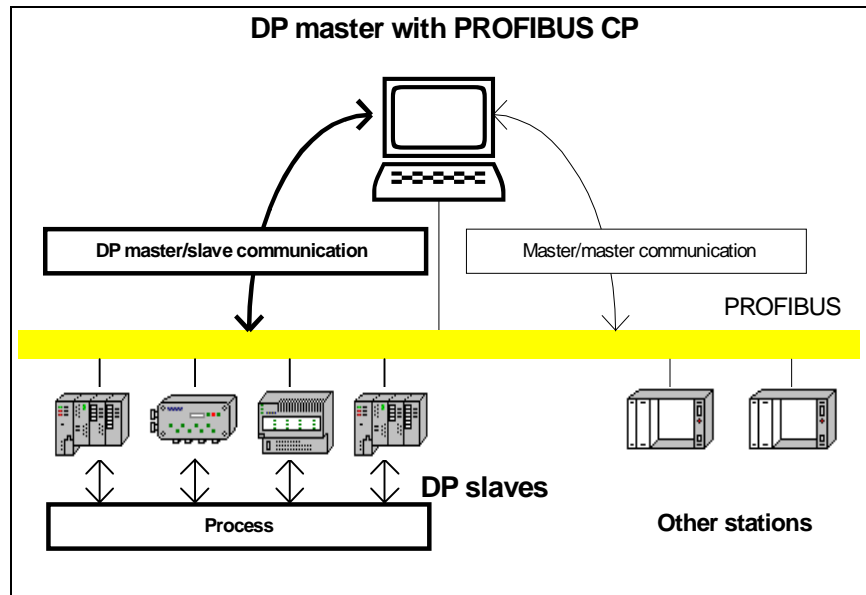 DP master with PROFIBUS CP
DP master/slave communication
Master/master communication
PROFIBUS
DP slaves
Process
Other stations